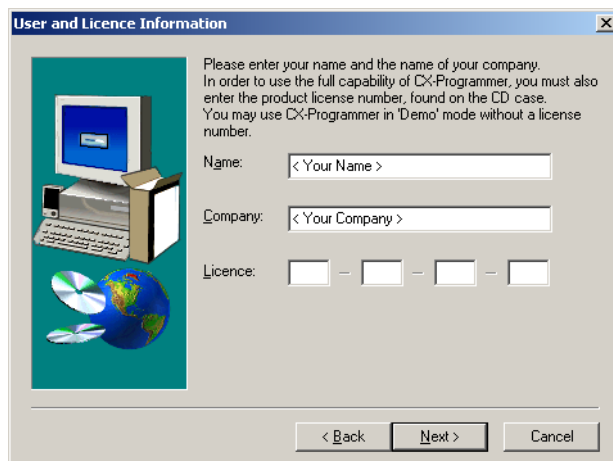 User and Licence Information
Please enter your name and the name of your company.
In order to use the full capability of CX-Programmer, you must also
enter the product license number, found on the CD case.
You may use CX-Programmer in 'Demo' mode without a license
number.
Name: < Your Name >
Company: < Your Company >
Licence: – – –
< Back Next > Cancel